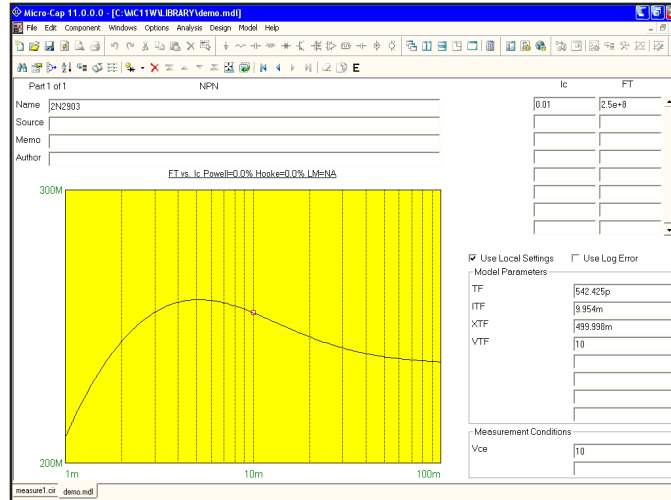 Micro-Cap 11.0.0.0 - [C:\MC11W\LIBRARY\demo.mdl]
File Edit Component Windows Options Analysis Design Model Help
E
Part 1 of 1 NPN
Name 2N2903
Source
Memo
Author
Ic FT
0.01 2.5e+8
FT vs. Ic Powell=0.0% Hooke=0.0% LM=NA
300M
200M
1m 10m 100m
Use Local Settings Use Log Error
Model Parameters
TF 542.425p
ITF 9.954m
XTF 499.998m
VTF 10
Measurement Conditions
Vce 10
measure1.cir demo.mdl